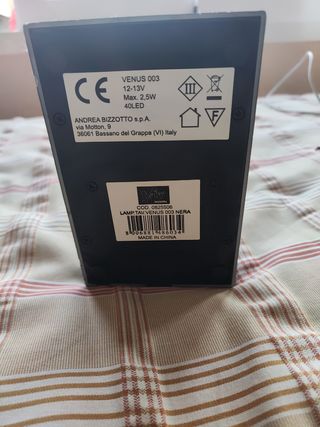 CE
VENUS 003
12-13V
Max. 2,5W
40LED
III
F
ANDREA BIZZOTTO s.p.A.
via Motton, 9
36061 Bassano del Grappa (VI) Italy
COD. 0825506
LAMP.TAV.VENUS 003 NERA
MADE IN CHINA